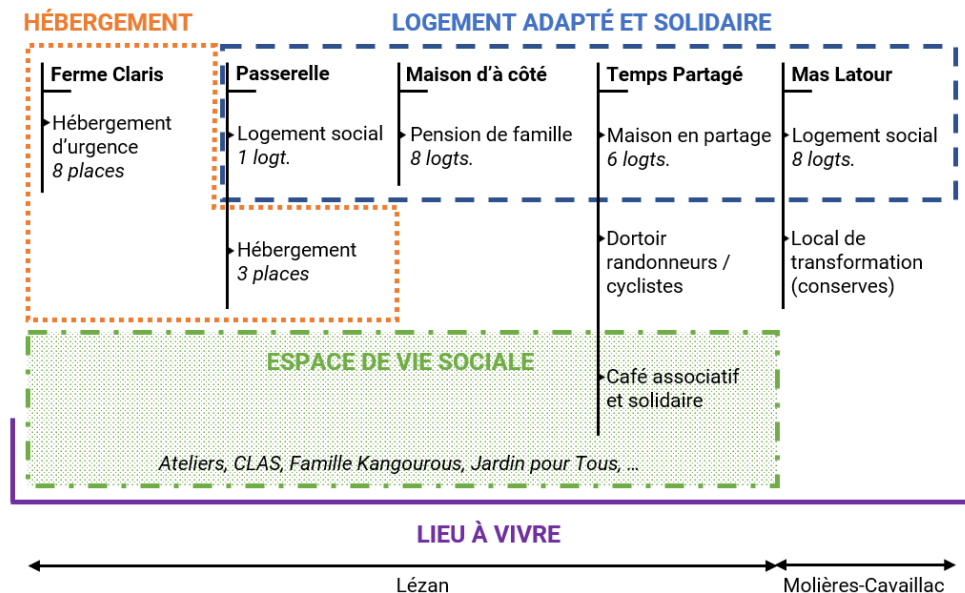 HÉBERGEMENT
LOGEMENT ADAPTÉ ET SOLIDAIRE
Ferme Claris
Hébergement
d'urgence
8 places
Passerelle
Logement social
1 logt.
Hébergement
3 places
Maison d'à côté
Pension de famille
8 logts.
Temps Partagé
Maison en partage
6 logts.
Dortoir
randonneurs /
cyclistes
Café associatif
et solidaire
Mas Latour
Logement social
8 logts.
Local de
transformation
(conserves)
ESPACE DE VIE SOCIALE
Ateliers, CLAS, Famille Kangourous, Jardin pour Tous, ...
LIEU À VIVRE
Lézan
Molières-Cavaillac